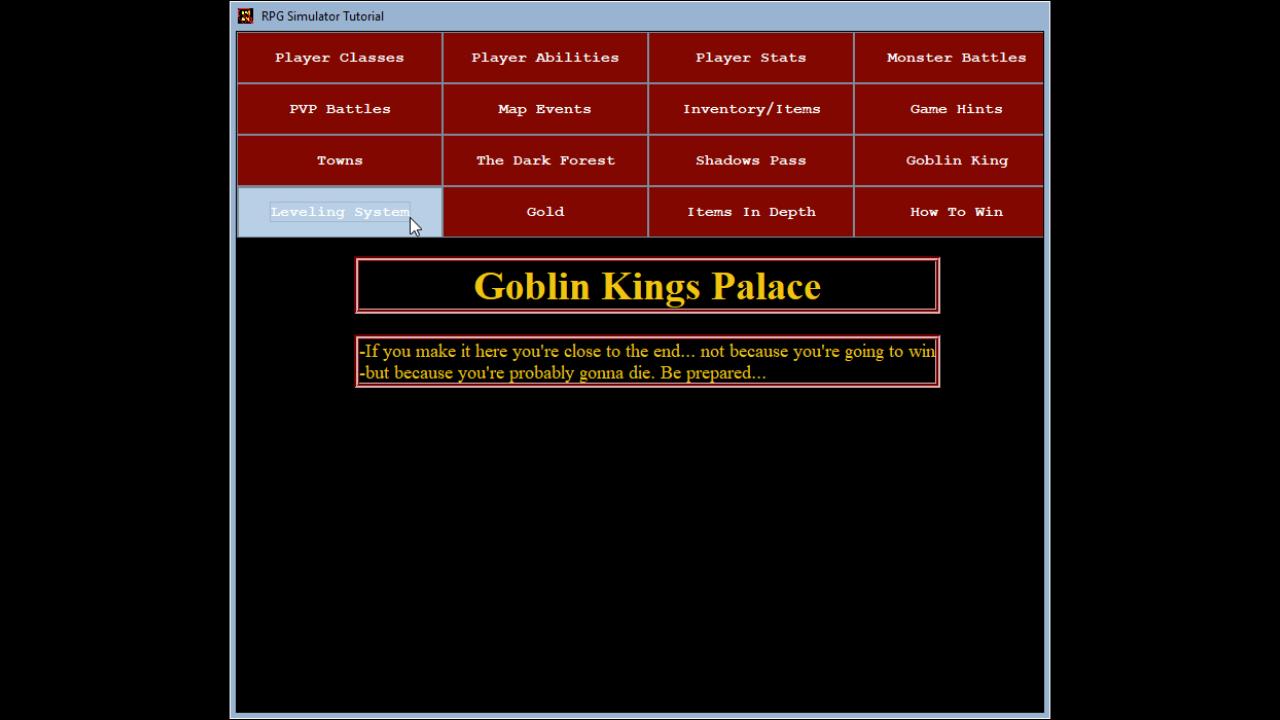 RPG Simulator Tutorial
Player Classes
Player Abilities
Player Stats
Monster Battles
PVP Battles
Map Events
Inventory/Items
Game Hints
Towns
The Dark Forest
Shadows Pass
Goblin King
Leveling System
Gold
Items In Depth
How To Win
Goblin Kings Palace
-If you make it here you're close to the end... not because you're going to win
-but because you're probably gonna die. Be prepared...